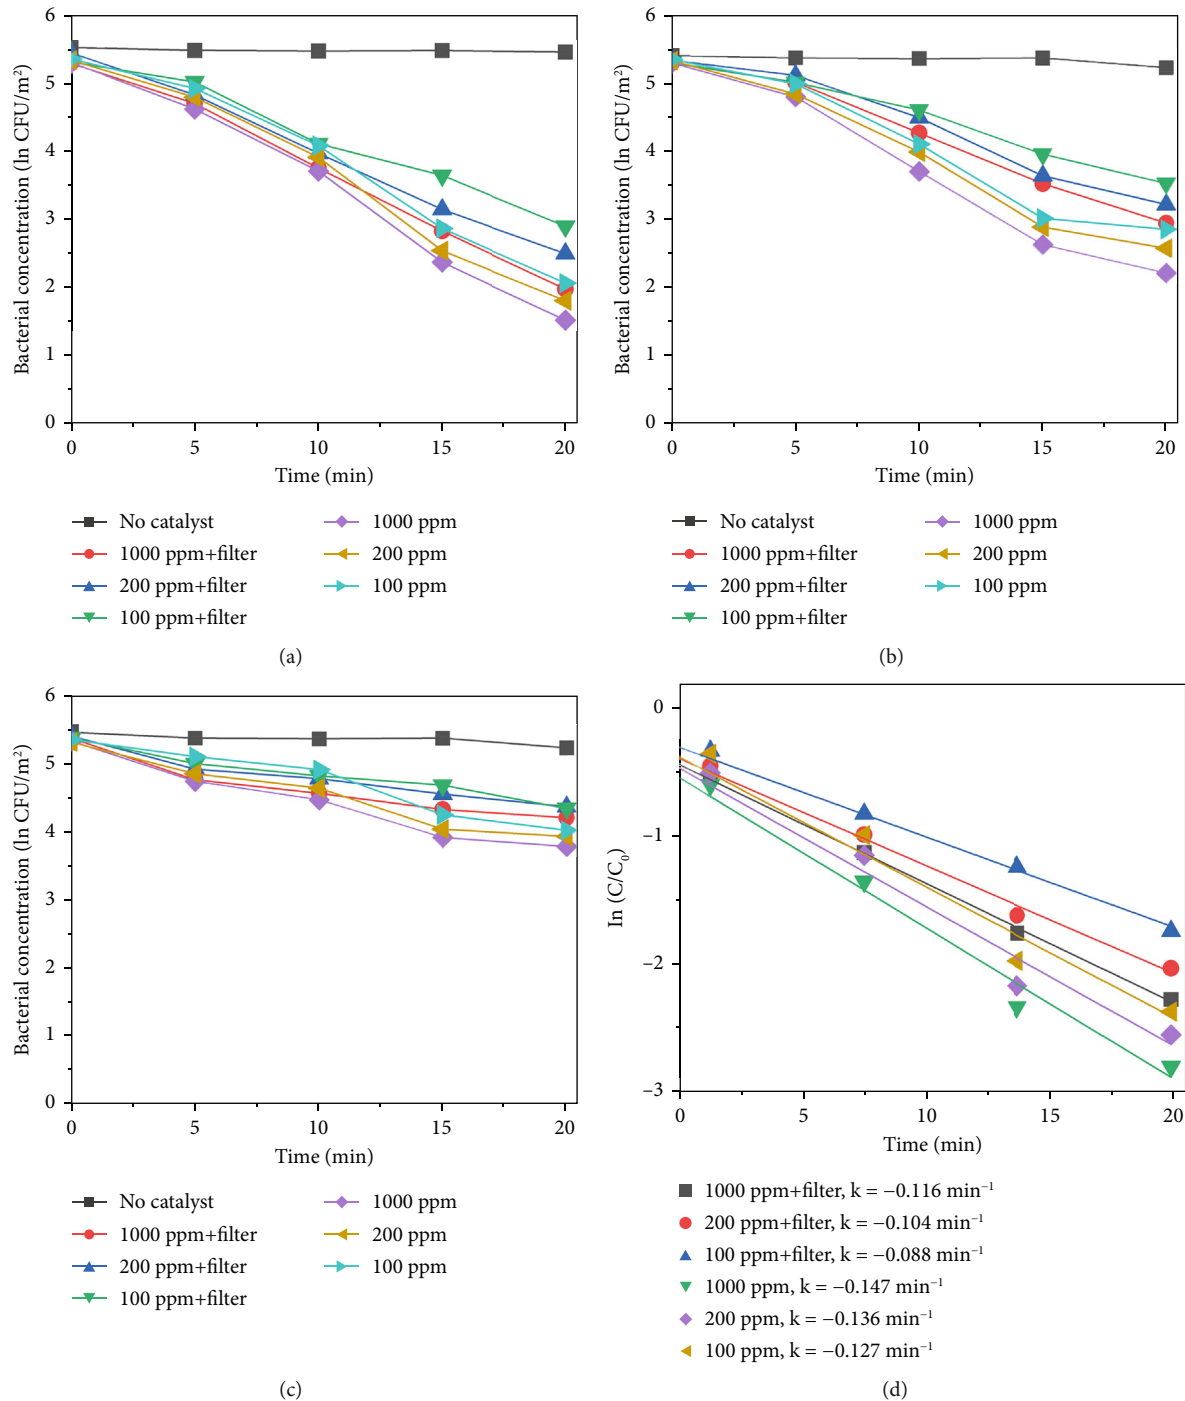 6
5
4
3
2
1
0
Bacterial concentration (ln CFU/m²)
0 5 10 15 20
Time (min)
No catalyst
1000 ppm+filter
200 ppm+filter
100 ppm+filter
1000 ppm
200 ppm
100 ppm
(a)
6
5
4
3
2
1
0
Bacterial concentration (ln CFU/m²)
0 5 10 15 20
Time (min)
No catalyst
1000 ppm+filter
200 ppm+filter
100 ppm+filter
1000 ppm
200 ppm
100 ppm
(b)
6
5
4
3
2
1
0
Bacterial concentration (ln CFU/m²)
0 5 10 15 20
Time (min)
No catalyst
1000 ppm+filter
200 ppm+filter
100 ppm+filter
1000 ppm
200 ppm
100 ppm
(c)
0
−1
−2
−3
In (C/C₀)
0 5 10 15 20
Time (min)
1000 ppm+filter, k = −0.116 min⁻¹
200 ppm+filter, k = −0.104 min⁻¹
100 ppm+filter, k = −0.088 min⁻¹
1000 ppm, k = −0.147 min⁻¹
200 ppm, k = −0.136 min⁻¹
100 ppm, k = −0.127 min⁻¹
(d)